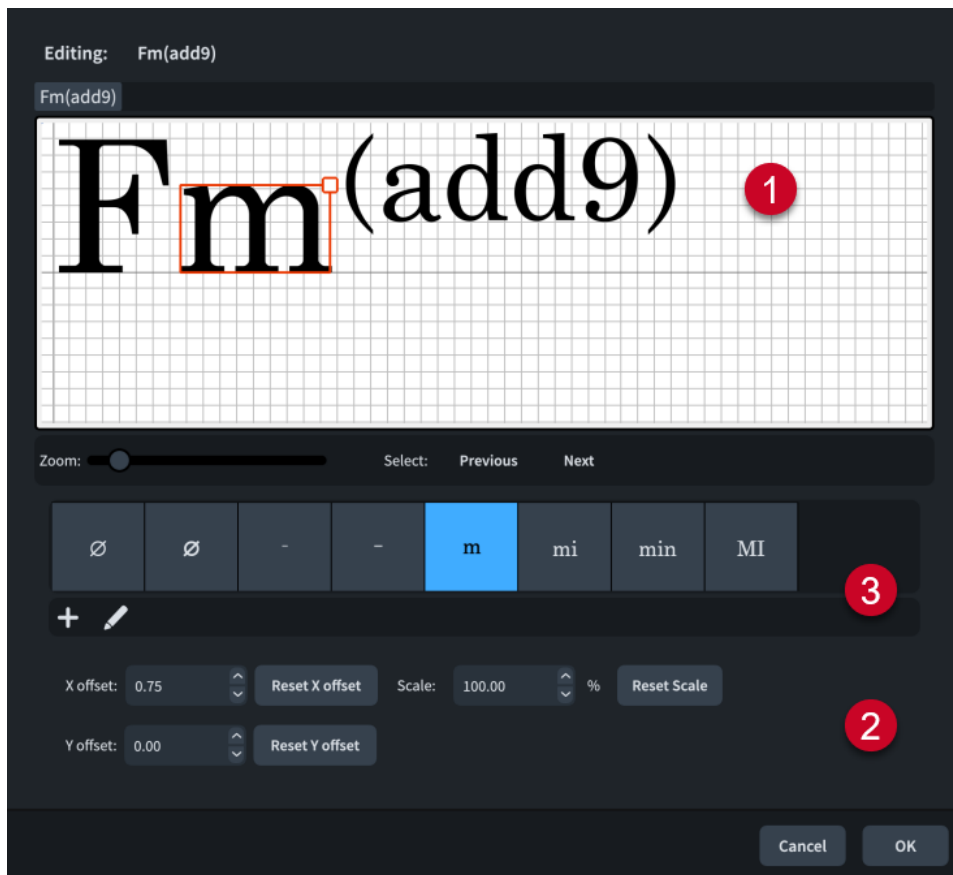 Editing: Fm(add9)
Fm(add9)
Fm(add9)
1
Zoom: Select: Previous Next
ø ø - – m mi min MI
3
X offset: 0.75 Reset X offset Scale: 100.00 % Reset Scale
2
Y offset: 0.00 Reset Y offset
Cancel OK